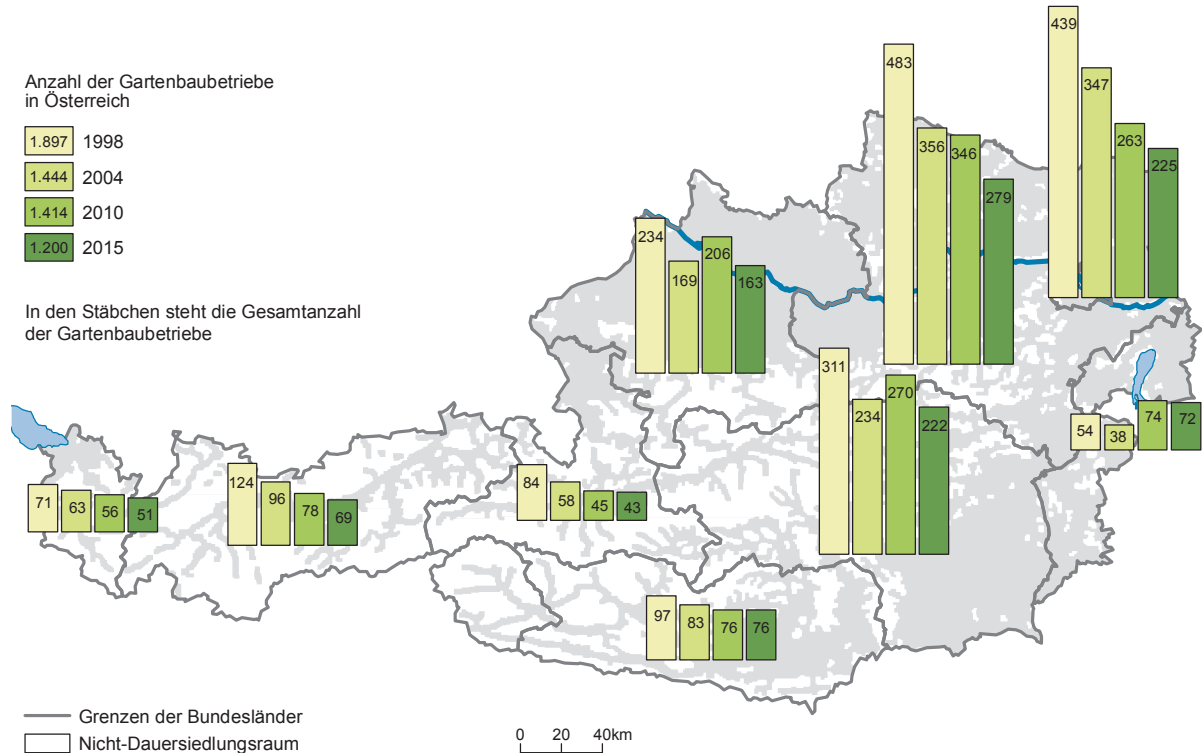 Anzahl der Gartenbaubetriebe
in Österreich
1.897 1998
1.444 2004
1.414 2010
1.200 2015
In den Stäbchen steht die Gesamtanzahl
der Gartenbaubetriebe
439 347 263 225
483 356 346 279
234 169 206 163
311 234 270 222
54 38 74 72
71 63 56 51
124 96 78 69
84 58 45 43
97 83 76 76
Grenzen der Bundesländer
Nicht-Dauersiedlungsraum
0 20 40km